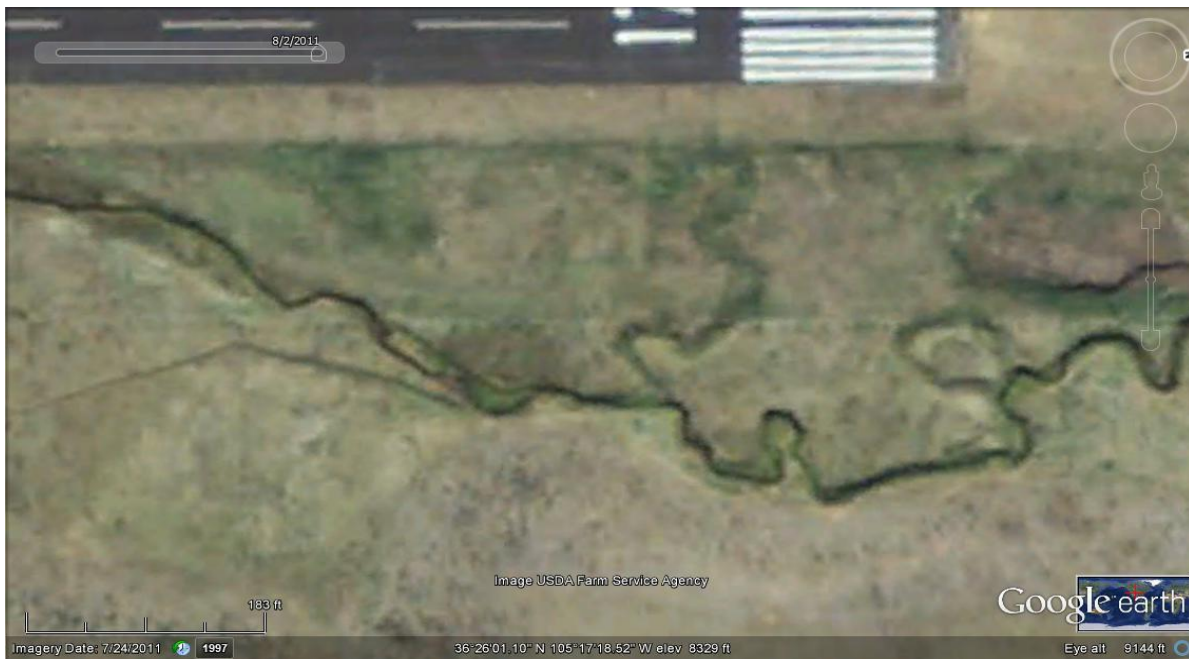 8/2/2011
Image USDA Farm Service Agency
183 ft
Google earth
Imagery Date: 7/24/2011 1997 36°26'01.10" N 105°17'18.52" W elev 8329 ft Eye alt 9144 ft